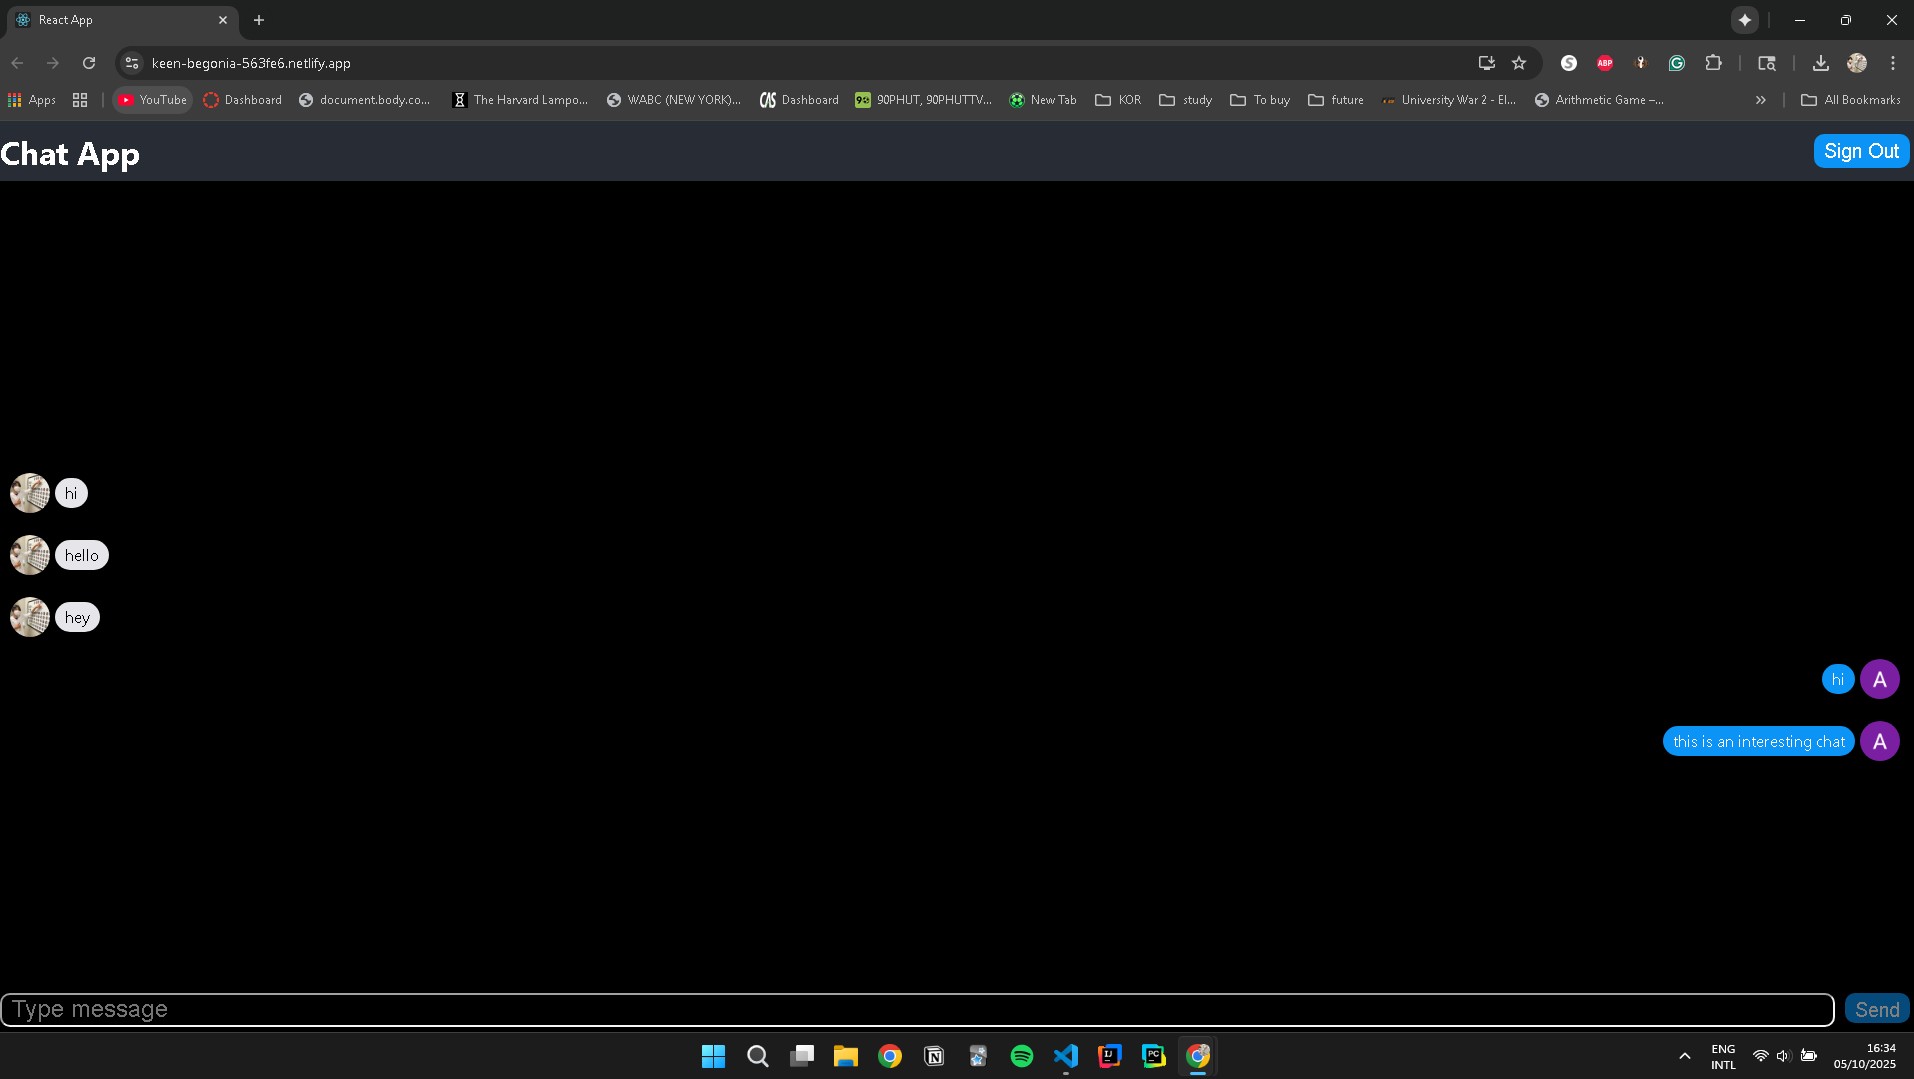 React App
keen-begonia-563fe6.netlify.app
ABP
Apps YouTube Dashboard document.body.co... The Harvard Lampo... WABC (NEW YORK)... CAS Dashboard 90PHUT, 90PHUTTV... New Tab KOR study To buy future University War 2 - El... Arithmetic Game –... All Bookmarks
Chat App Sign Out
hi
hello
hey
hi A
this is an interesting chat A
Type message Send
ENG 16:34
INTL 05/10/2025